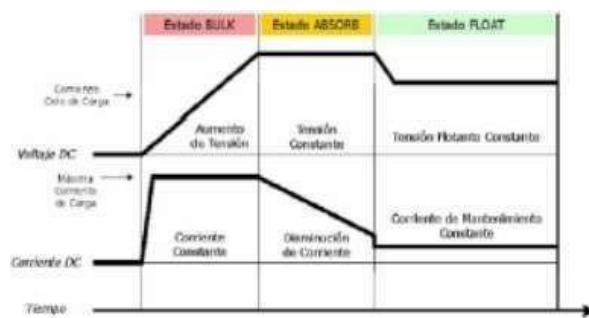 Estado BULK
Estado ABSORB
Estado FLOAT
Comienzo
Ciclo de Carga
Aumento
de Tensión
Tensión
Constante
Tensión Flotante Constante
Voltaje DC
Máxima
Corriente
de Carga
Corriente
Constante
Disminución
de Corriente
Corriente de Mantenimiento
Constante
Corriente DC
Tiempo